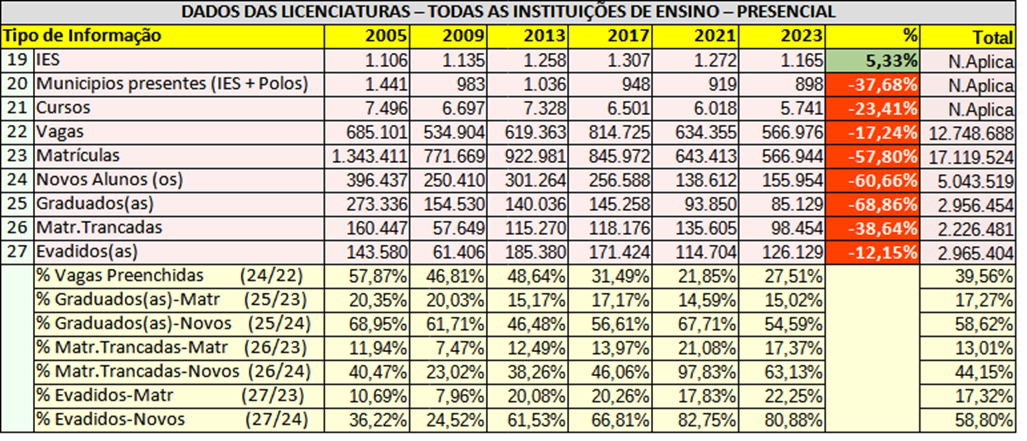 DADOS DAS LICENCIATURAS – TODAS AS INSTITUIÇÕES DE ENSINO – PRESENCIAL
Tipo de Informação 2005 2009 2013 2017 2021 2023 % Total
19 IES 1.106 1.135 1.258 1.307 1.272 1.165 5,33% N.Aplica
20 Municipios presentes (IES + Polos) 1.441 983 1.036 948 919 898 -37,68% N.Aplica
21 Cursos 7.496 6.697 7.328 6.501 6.018 5.741 -23,41% N.Aplica
22 Vagas 685.101 534.904 619.363 814.725 634.355 566.976 -17,24% 12.748.688
23 Matrículas 1.343.411 771.669 922.981 845.972 643.413 566.944 -57,80% 17.119.524
24 Novos Alunos (os) 396.437 250.410 301.264 256.588 138.612 155.954 -60,66% 5.043.519
25 Graduados(as) 273.336 154.530 140.036 145.258 93.850 85.129 -68,86% 2.956.454
26 Matr.Trancadas 160.447 57.649 115.270 118.176 135.605 98.454 -38,64% 2.226.481
27 Evadidos(as) 143.580 61.406 185.380 171.424 114.704 126.129 -12,15% 2.965.404
% Vagas Preenchidas (24/22) 57,87% 46,81% 48,64% 31,49% 21,85% 27,51% 39,56%
% Graduados(as)-Matr (25/23) 20,35% 20,03% 15,17% 17,17% 14,59% 15,02% 17,27%
% Graduados(as)-Novos (25/24) 68,95% 61,71% 46,48% 56,61% 67,71% 54,59% 58,62%
% Matr.Trancadas-Matr (26/23) 11,94% 7,47% 12,49% 13,97% 21,08% 17,37% 13,01%
% Matr.Trancadas-Novos (26/24) 40,47% 23,02% 38,26% 46,06% 97,83% 63,13% 44,15%
% Evadidos-Matr (27/23) 10,69% 7,96% 20,08% 20,26% 17,83% 22,25% 17,32%
% Evadidos-Novos (27/24) 36,22% 24,52% 61,53% 66,81% 82,75% 80,88% 58,80%